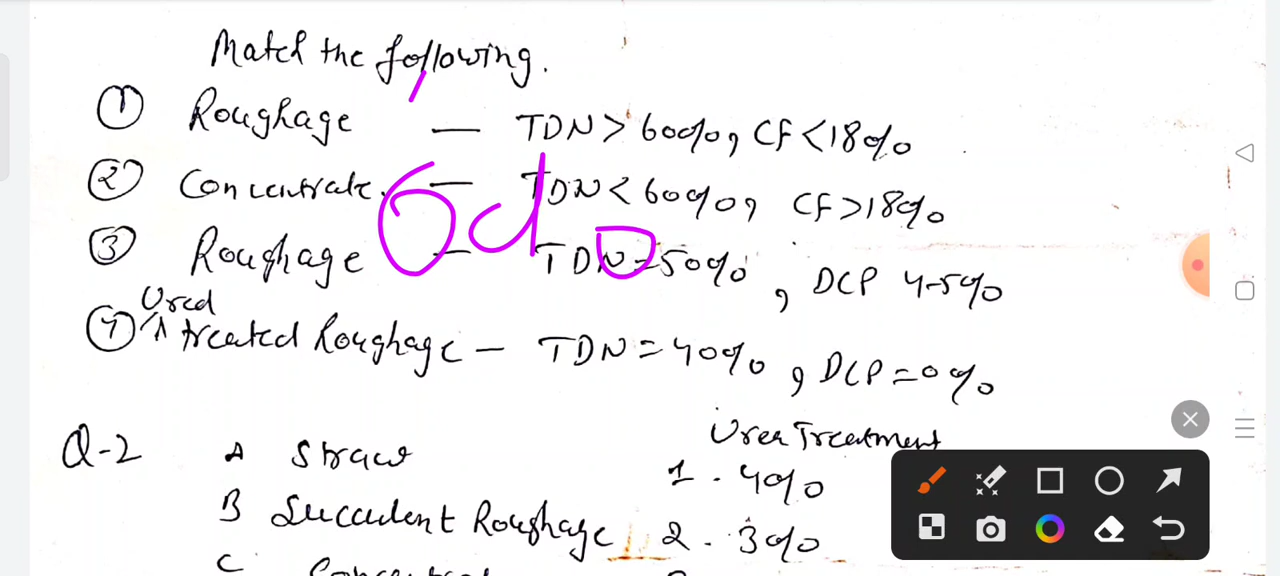 Match the following.
① Roughage — TDN > 60%, CF < 18%
② Concentrate. — TDN < 60%, CF > 18%
③ Roughage — TDN = 50%, DCP 4-5%
Urea
④ ^ treated Roughage — TDN = 40%, DCP = 0%
Urea Treatment
Q-2 A Straw 1. 4%
B Succulent Roughage 2. 3%
C